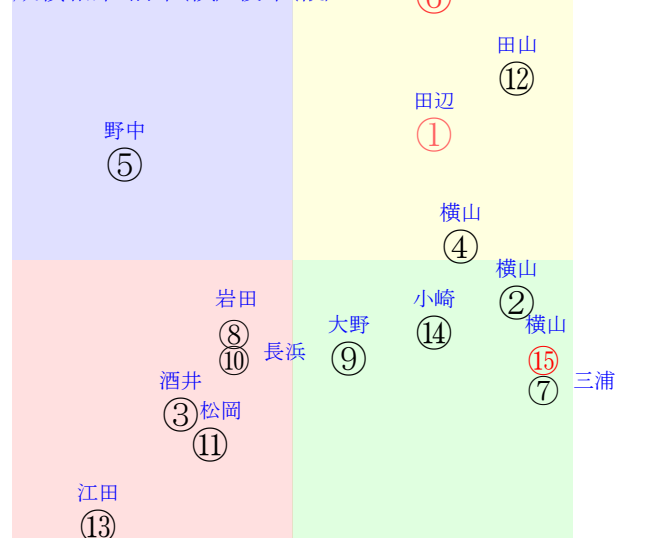 ⑥
田山
⑫
田辺
①
野中
⑤
横山
④
横山
②
岩田
⑧
小崎
⑭
大野
⑨
横山
⑮
長浜
⑩
三浦
⑦
酒井
③
松岡
⑪
江田
⑬